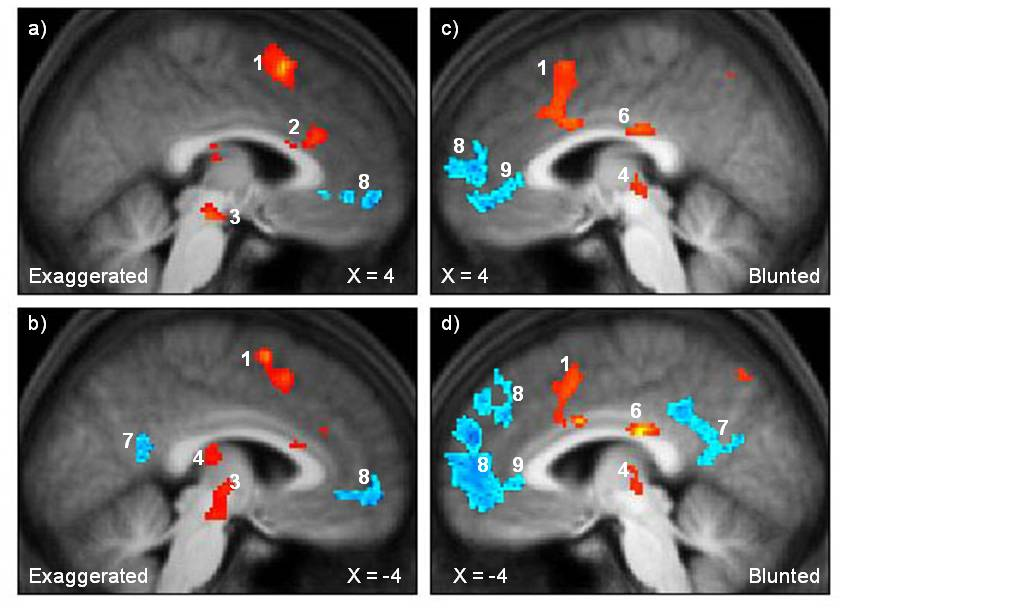 a)
1
2
8
3
Exaggerated X = 4
c)
1
6
8
9
4
X = 4 Blunted
b)
1
7
4
3
8
Exaggerated X = -4
d)
1
8
6
7
8 9
4
X = -4 Blunted